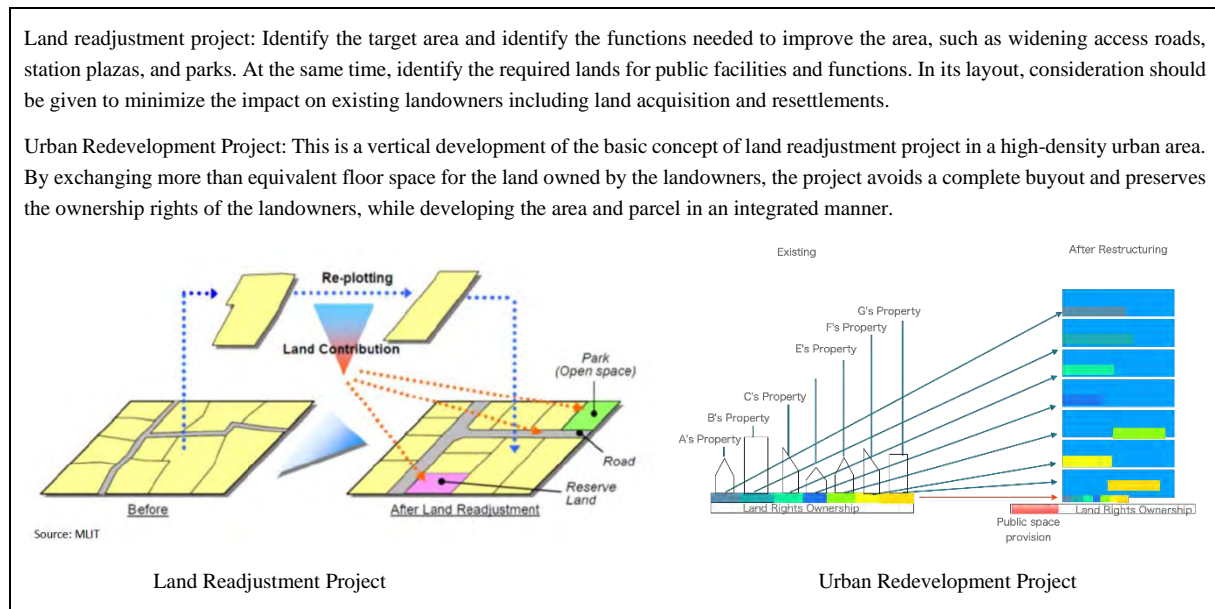 Land readjustment project: Identify the target area and identify the functions needed to improve the area, such as widening access roads,
station plazas, and parks. At the same time, identify the required lands for public facilities and functions. In its layout, consideration should
be given to minimize the impact on existing landowners including land acquisition and resettlements.
Urban Redevelopment Project: This is a vertical development of the basic concept of land readjustment project in a high-density urban area.
By exchanging more than equivalent floor space for the land owned by the landowners, the project avoids a complete buyout and preserves
the ownership rights of the landowners, while developing the area and parcel in an integrated manner.
Re-plotting
Land Contribution
Park
(Open space)
Road
Reserve
Land
Before
After Land Readjustment
Source: MLIT
Land Readjustment Project
Existing
After Restructuring
G's Property
F's Property
E's Property
C's Property
B's Property
A's Property
Land Rights Ownership
Public space
provision
Land Rights Ownership
Urban Redevelopment Project